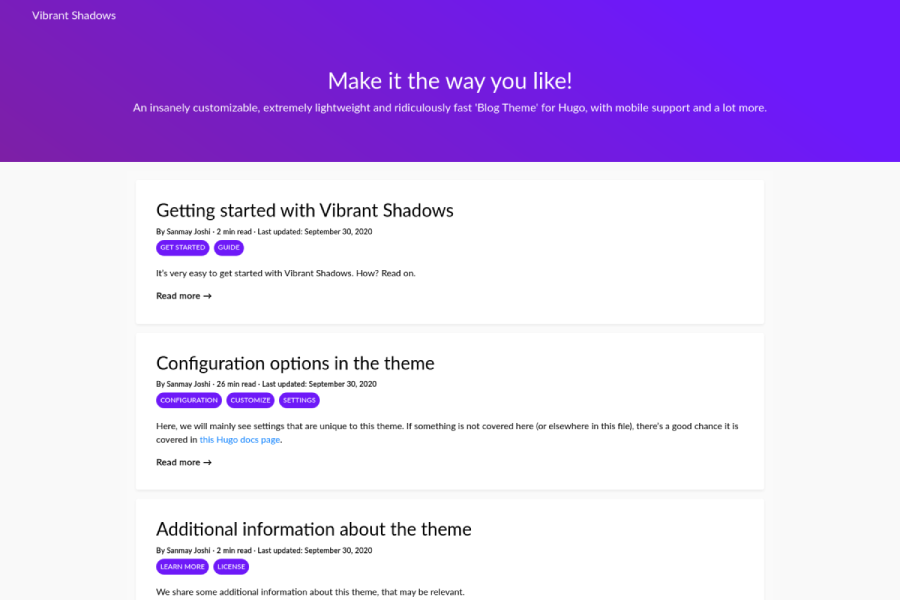 Vibrant Shadows
Make it the way you like!
An insanely customizable, extremely lightweight and ridiculously fast 'Blog Theme' for Hugo, with mobile support and a lot more.
Getting started with Vibrant Shadows
By Sanmay Joshi · 2 min read · Last updated: September 30, 2020
GET STARTED GUIDE
It's very easy to get started with Vibrant Shadows. How? Read on.
Read more →
Configuration options in the theme
By Sanmay Joshi · 26 min read · Last updated: September 30, 2020
CONFIGURATION CUSTOMIZE SETTINGS
Here, we will mainly see settings that are unique to this theme. If something is not covered here (or elsewhere in this file), there's a good chance it is
covered in this Hugo docs page.
Read more →
Additional information about the theme
By Sanmay Joshi · 2 min read · Last updated: September 30, 2020
LEARN MORE LICENSE
We share some additional information about this theme, that may be relevant.